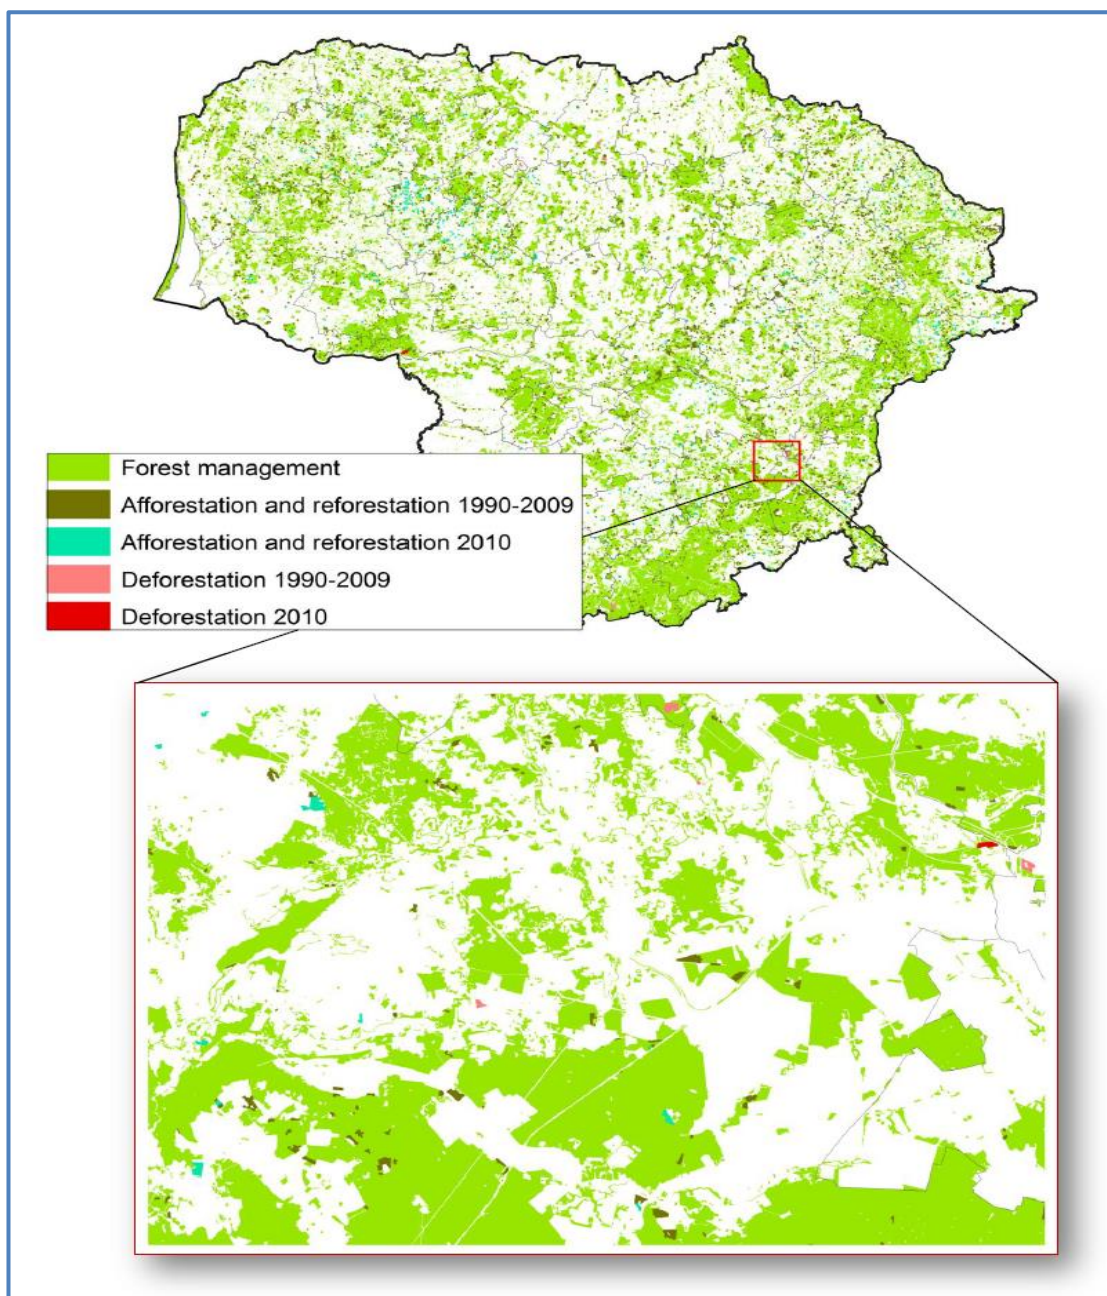 Forest management
Afforestation and reforestation 1990-2009
Afforestation and reforestation 2010
Deforestation 1990-2009
Deforestation 2010